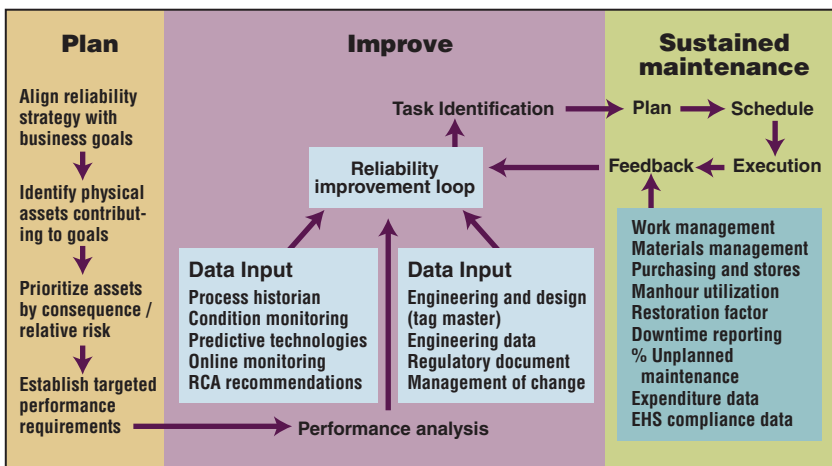 Plan
Align reliability
strategy with
business goals
Identify physical
assets contribut-
ing to goals
Prioritize assets
by consequence /
relative risk
Establish targeted
performance
requirements
Improve
Task Identification
Reliability
improvement loop
Data Input
Process historian
Condition monitoring
Predictive technologies
Online monitoring
RCA recommendations
Data Input
Engineering and design
(tag master)
Engineering data
Regulatory document
Management of change
Performance analysis
Sustained
maintenance
Plan
Schedule
Feedback
Execution
Work management
Materials management
Purchasing and stores
Manhour utilization
Restoration factor
Downtime reporting
% Unplanned
maintenance
Expenditure data
EHS compliance data